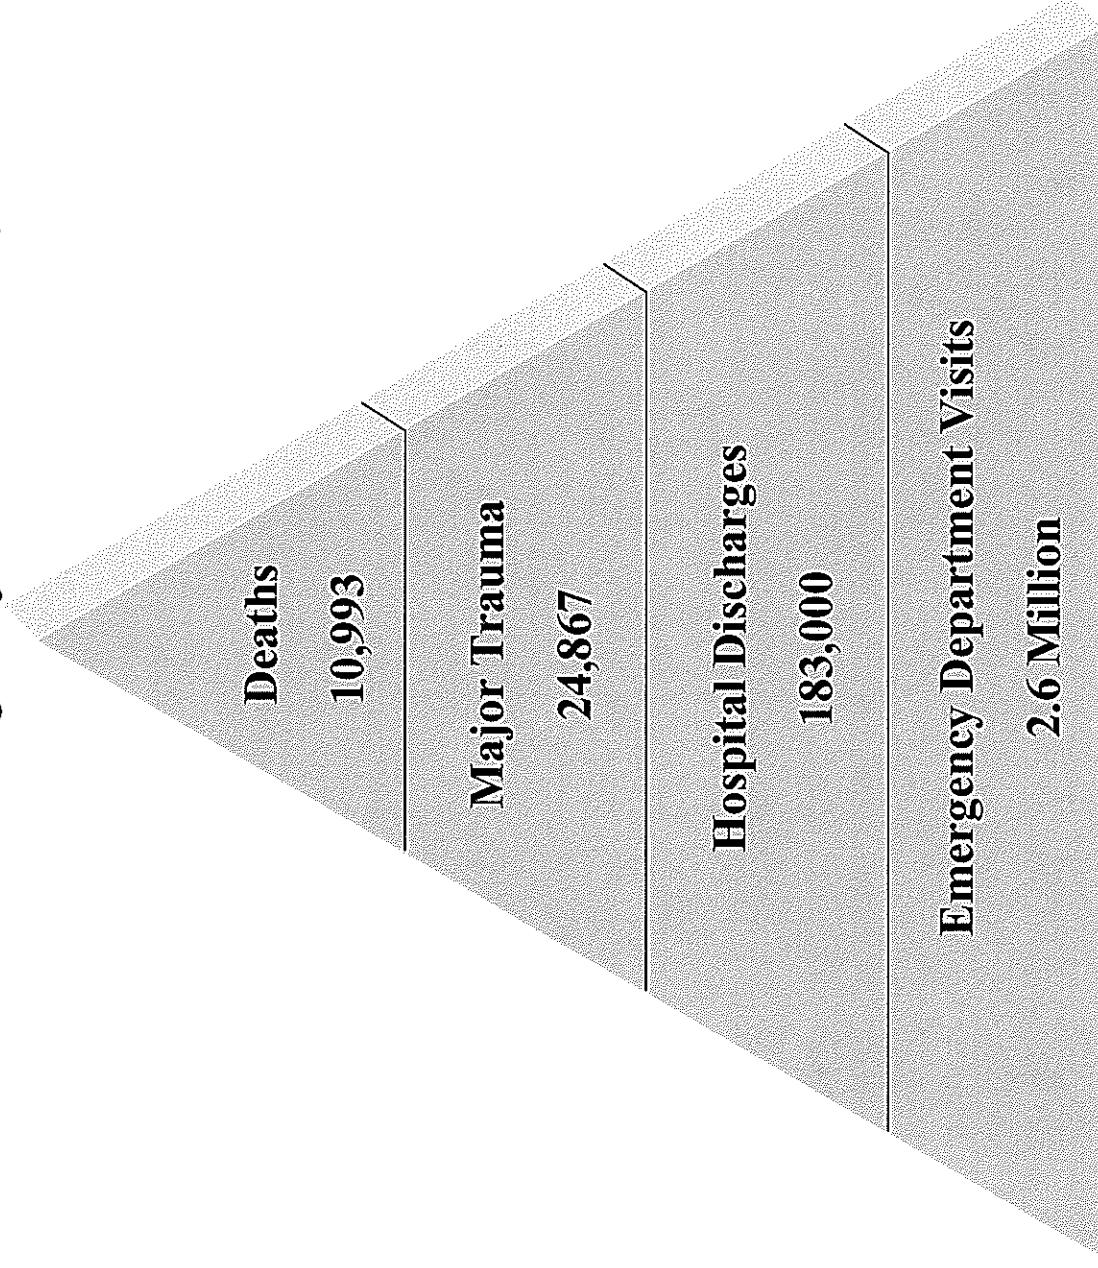 Deaths
10,993
Major Trauma
24,867
Hospital Discharges
183,000
Emergency Department Visits
2.6 Million